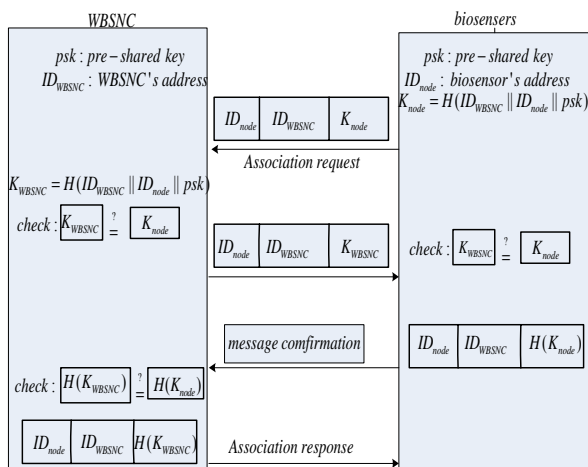 WBSNC
biosensers
psk : pre-shared key
ID_WBSNC : WBSNC's address
psk : pre-shared key
ID_node : biosensor's address
K_node = H(ID_WBSNC || ID_node || psk)
ID_node ID_WBSNC K_node
Association request
K_WBSNC = H(ID_WBSNC || ID_node || psk)
check : K_WBSNC ?= K_node
ID_node ID_WBSNC K_WBSNC
check : K_WBSNC ?= K_node
message comfirmation
ID_node ID_WBSNC H(K_node)
check : H(K_WBSNC) ?= H(K_node)
ID_node ID_WBSNC H(K_WBSNC)
Association response